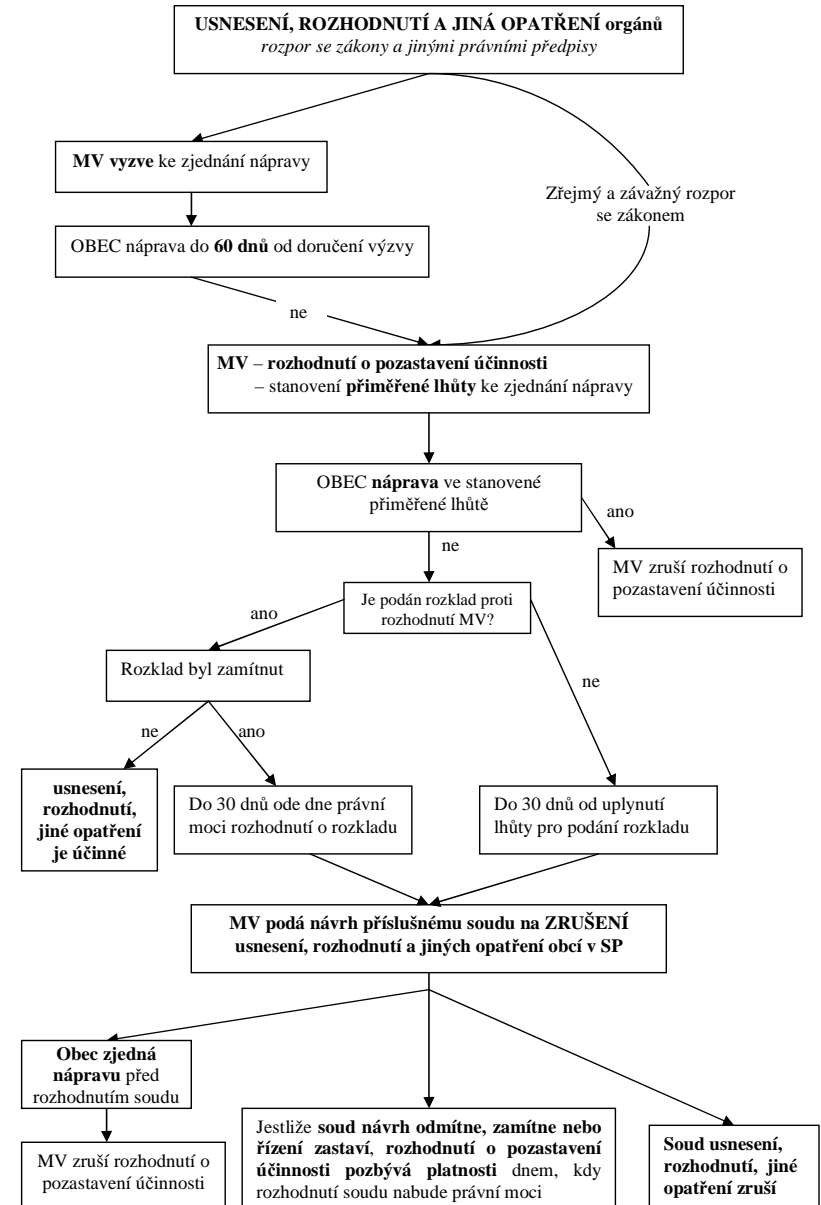 USNESENÍ, ROZHODNUTÍ A JINÁ OPATŘENÍ orgánů
rozpor se zákony a jinými právními předpisy
MV vyzve ke zjednání nápravy
Zřejmý a závažný rozpor
se zákonem
OBEC náprava do 60 dnů od doručení výzvy
ne
MV – rozhodnutí o pozastavení účinnosti
– stanovení přiměřené lhůty ke zjednání nápravy
OBEC náprava ve stanovené
přiměřené lhůtě
ano
ne
MV zruší rozhodnutí o
pozastavení účinnosti
Je podán rozklad proti
rozhodnutí MV?
ano
Rozklad byl zamítnut
ne
ne
ano
usnesení,
rozhodnutí,
jiné opatření
je účinné
Do 30 dnů ode dne právní
moci rozhodnutí o rozkladu
Do 30 dnů od uplynutí
lhůty pro podání rozkladu
MV podá návrh příslušnému soudu na ZRUŠENÍ
usnesení, rozhodnutí a jiných opatření obcí v SP
Obec zjedná
nápravu před
rozhodnutím soudu
MV zruší rozhodnutí o
pozastavení účinnosti
Jestliže soud návrh odmítne, zamítne nebo
řízení zastaví, rozhodnutí o pozastavení
účinnosti pozbývá platnosti dnem, kdy
rozhodnutí soudu nabude právní moci
Soud usnesení,
rozhodnutí, jiné
opatření zruší